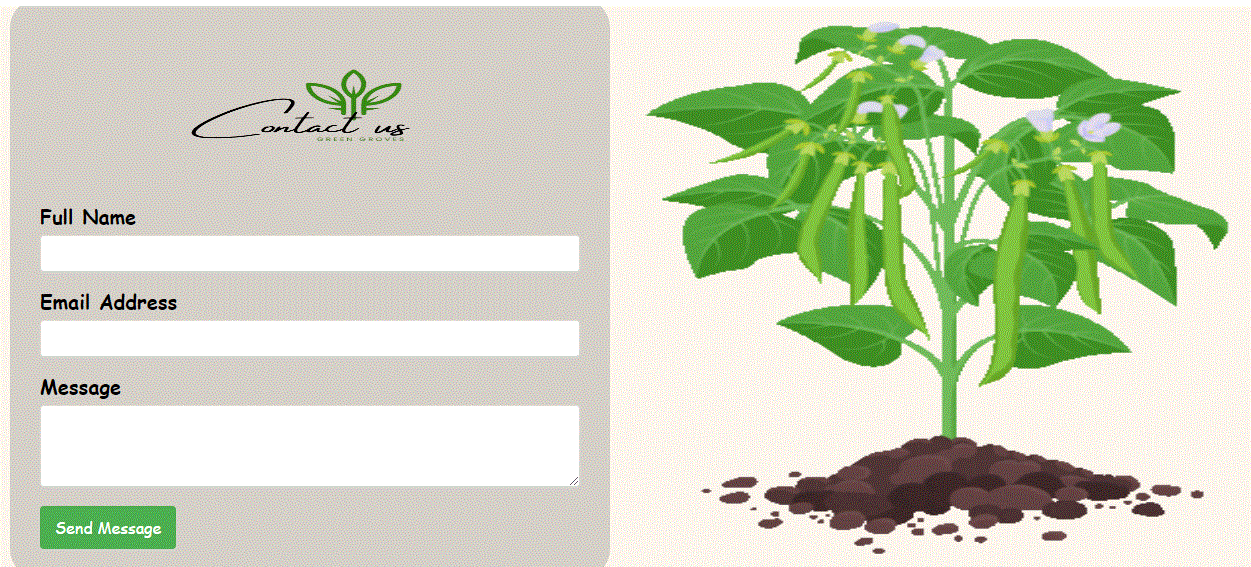 Contact us
GREEN GROVES
Full Name
Email Address
Message
Send Message